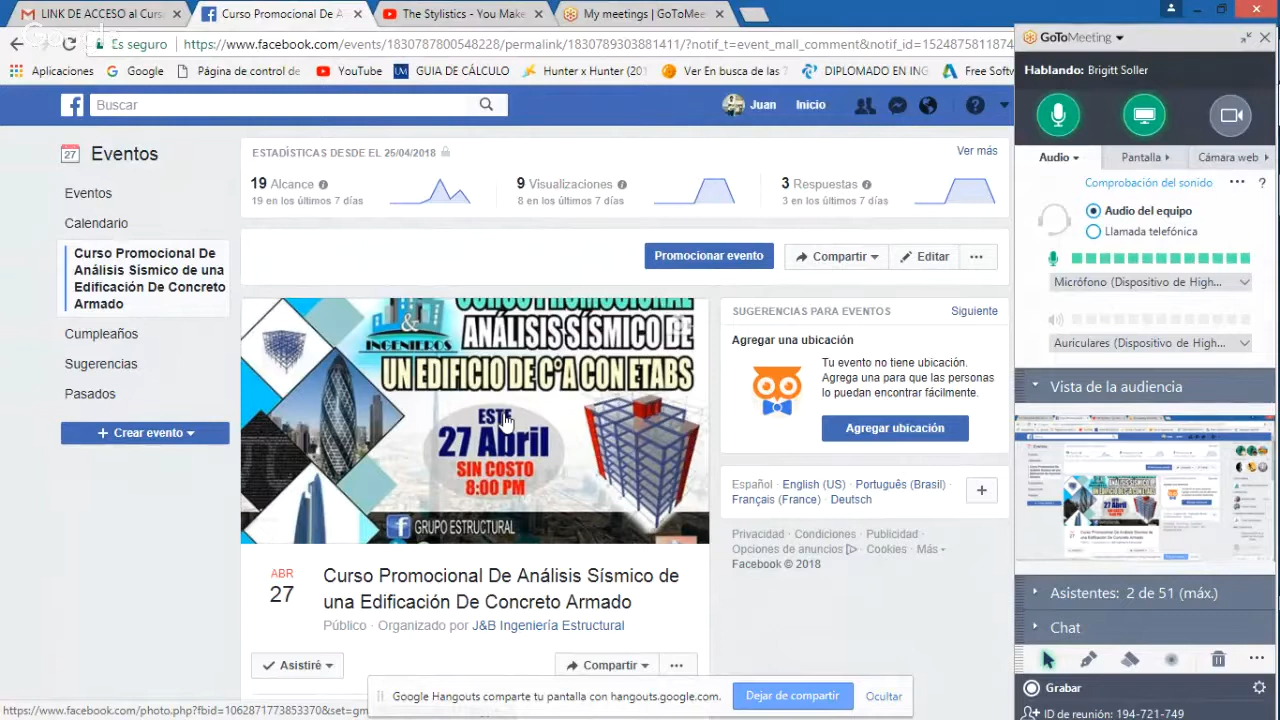 LINK DE ACCESO al Curs
Curso Promocional De A
The Stylistics - You Make
My meetings | GoToMee
Es seguro
https://www.facebook.com/events/1830787800548228/permalink/1830789303881411/?notif_t=event_mall_comment&notif_id=1524875811874
Aplicaciones
Google
Página de control de
YouTube
GUIA DE CÁLCULO
Hunter x Hunter (201
Ver En busca de las
DIPLOMADO EN ING
Free Softw
Buscar
Juan
Inicio
27
Eventos
Eventos
Calendario
Curso Promocional De
Análisis Sísmico de una
Edificación De Concreto
Armado
Cumpleaños
Sugerencias
Pasados
+ Crear evento
ESTADÍSTICAS DESDE EL 25/04/2018
Ver más
19 Alcance
19 en los últimos 7 días
9 Visualizaciones
8 en los últimos 7 días
3 Respuestas
3 en los últimos 7 días
Promocionar evento
Compartir
Editar
CURSO PROMOCIONAL
& INGENIEROS
ANÁLISIS SÍSMICO DE
UN EDIFICIO DE C°A CON ETABS
ESTE
27 Abril
SIN COSTO
8:00 PM
GRUPO ESTRUCTURAL
ABR
27
Curso Promocional De Análisis Sísmico de
una Edificación De Concreto Armado
Público · Organizado por J&B Ingeniería Estructural
Asistiré
Compartir
SUGERENCIAS PARA EVENTOS
Siguiente
Agregar una ubicación
Tu evento no tiene ubicación.
Agrega una para que las personas
lo puedan encontrar fácilmente.
Agregar ubicación
Español · English (US) · Português (Brasil) ·
Français (France) · Deutsch
Privacidad · Condiciones · Publicidad ·
Opciones de anuncios · Cookies · Más
Facebook © 2018
Google Hangouts comparte tu pantalla con hangouts.google.com.
Dejar de compartir
Ocultar
https://www.facebook.com/photo.php?fbid=10628717738533708&set=gm
GoToMeeting
Hablando: Brigitt Soller
Audio
Pantalla
Cámara web
Comprobación del sonido
?
Audio del equipo
Llamada telefónica
Micrófono (Dispositivo de High...
Auriculares (Dispositivo de High...
Vista de la audiencia
Asistentes: 2 de 51 (máx.)
Chat
Grabar
ID de reunión: 194-721-749